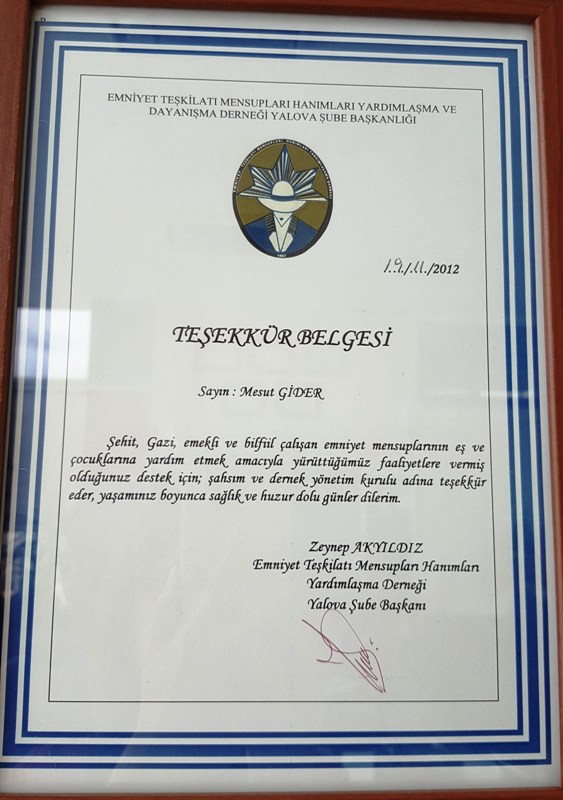 EMNİYET TEŞKİLATI MENSUPLARI HANIMLARI YARDIMLAŞMA VE
DAYANIŞMA DERNEĞİ YALOVA ŞUBE BAŞKANLIĞI
1967
19/11/2012
TEŞEKKÜR BELGESİ
Sayın : Mesut GİDER
Şehit, Gazi, emekli ve bilfiil çalışan emniyet mensuplarının eş ve
çocuklarına yardım etmek amacıyla yürüttüğümüz faaliyetlere vermiş
olduğunuz destek için; şahsım ve dernek yönetim kurulu adına teşekkür
eder, yaşamınız boyunca sağlık ve huzur dolu günler dilerim.
Zeynep AKYILDIZ
Emniyet Teşkilatı Mensupları Hanımları
Yardımlaşma Derneği
Yalova Şube Başkanı